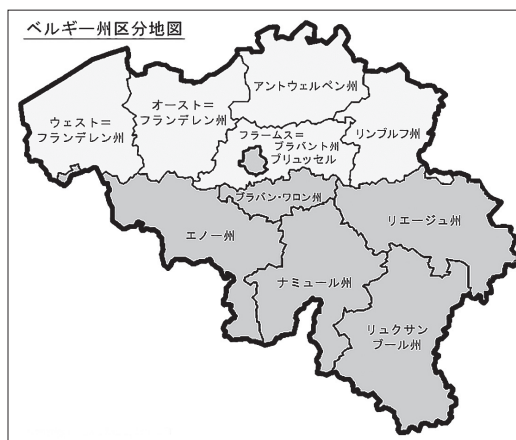 ベルギー州区分地図
アントウェルペン州
オースト=
フランデレン州
ウェスト=
フランデレン州
フラームス=
ブラバント州
ブリュッセル
リンブルフ州
ブラバン・ワロン州
エノー州
リエージュ州
ナミュール州
リュクサン
ブール州